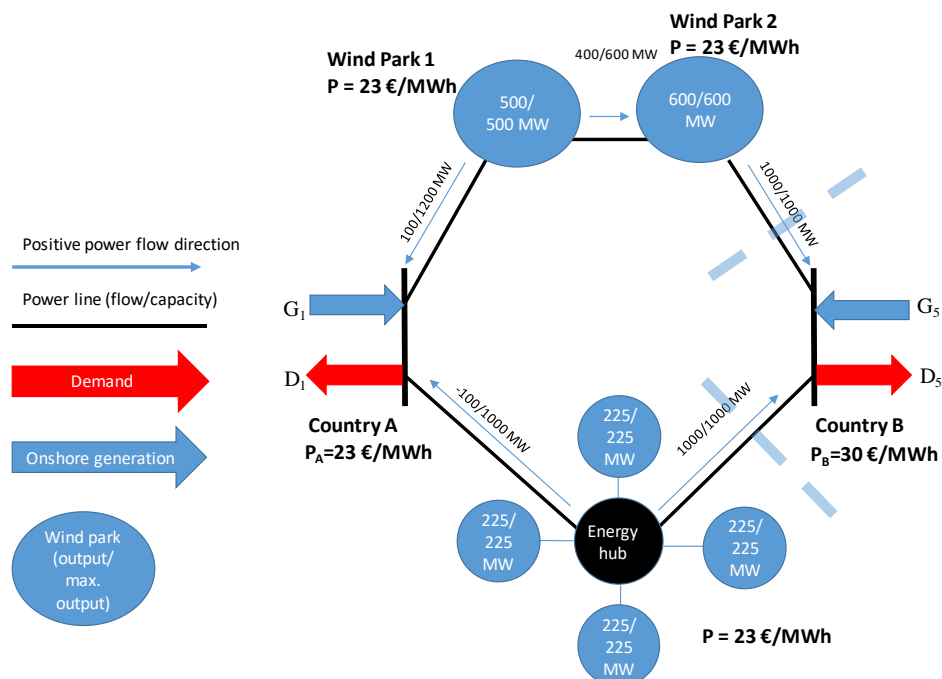 Wind Park 2
P = 23 €/MWh
400/600 MW
Wind Park 1
P = 23 €/MWh
500/
500 MW
600/600
MW
100/1200 MW
1000/1000 MW
Positive power flow direction
Power line (flow/capacity)
G1
G5
Demand
D1
D5
Onshore generation
Country A
PA=23 €/MWh
-100/1000 MW
1000/1000 MW
Country B
PB=30 €/MWh
225/
225
MW
Wind park
(output/
max.
output)
225/
225
MW
Energy
hub
225/
225
MW
225/
225
MW
P = 23 €/MWh